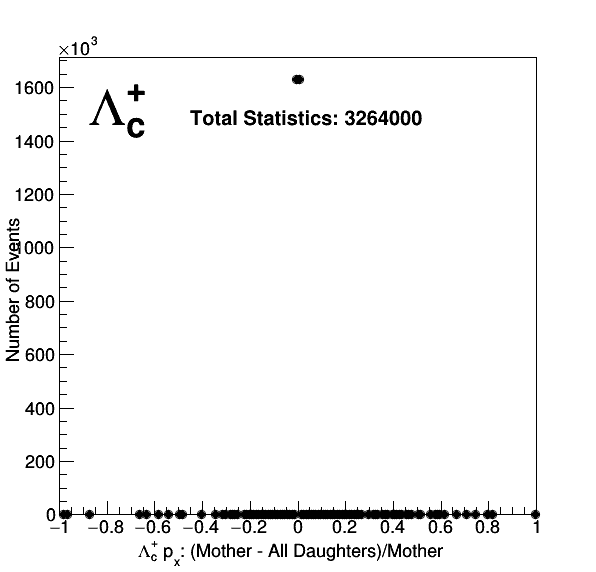 ×10³
Λc⁺
Total Statistics: 3264000
Number of Events
1600
1400
1200
1000
800
600
400
200
0
−1 −0.8 −0.6 −0.4 −0.2 0 0.2 0.4 0.6 0.8 1
Λc⁺ pₓ: (Mother - All Daughters)/Mother